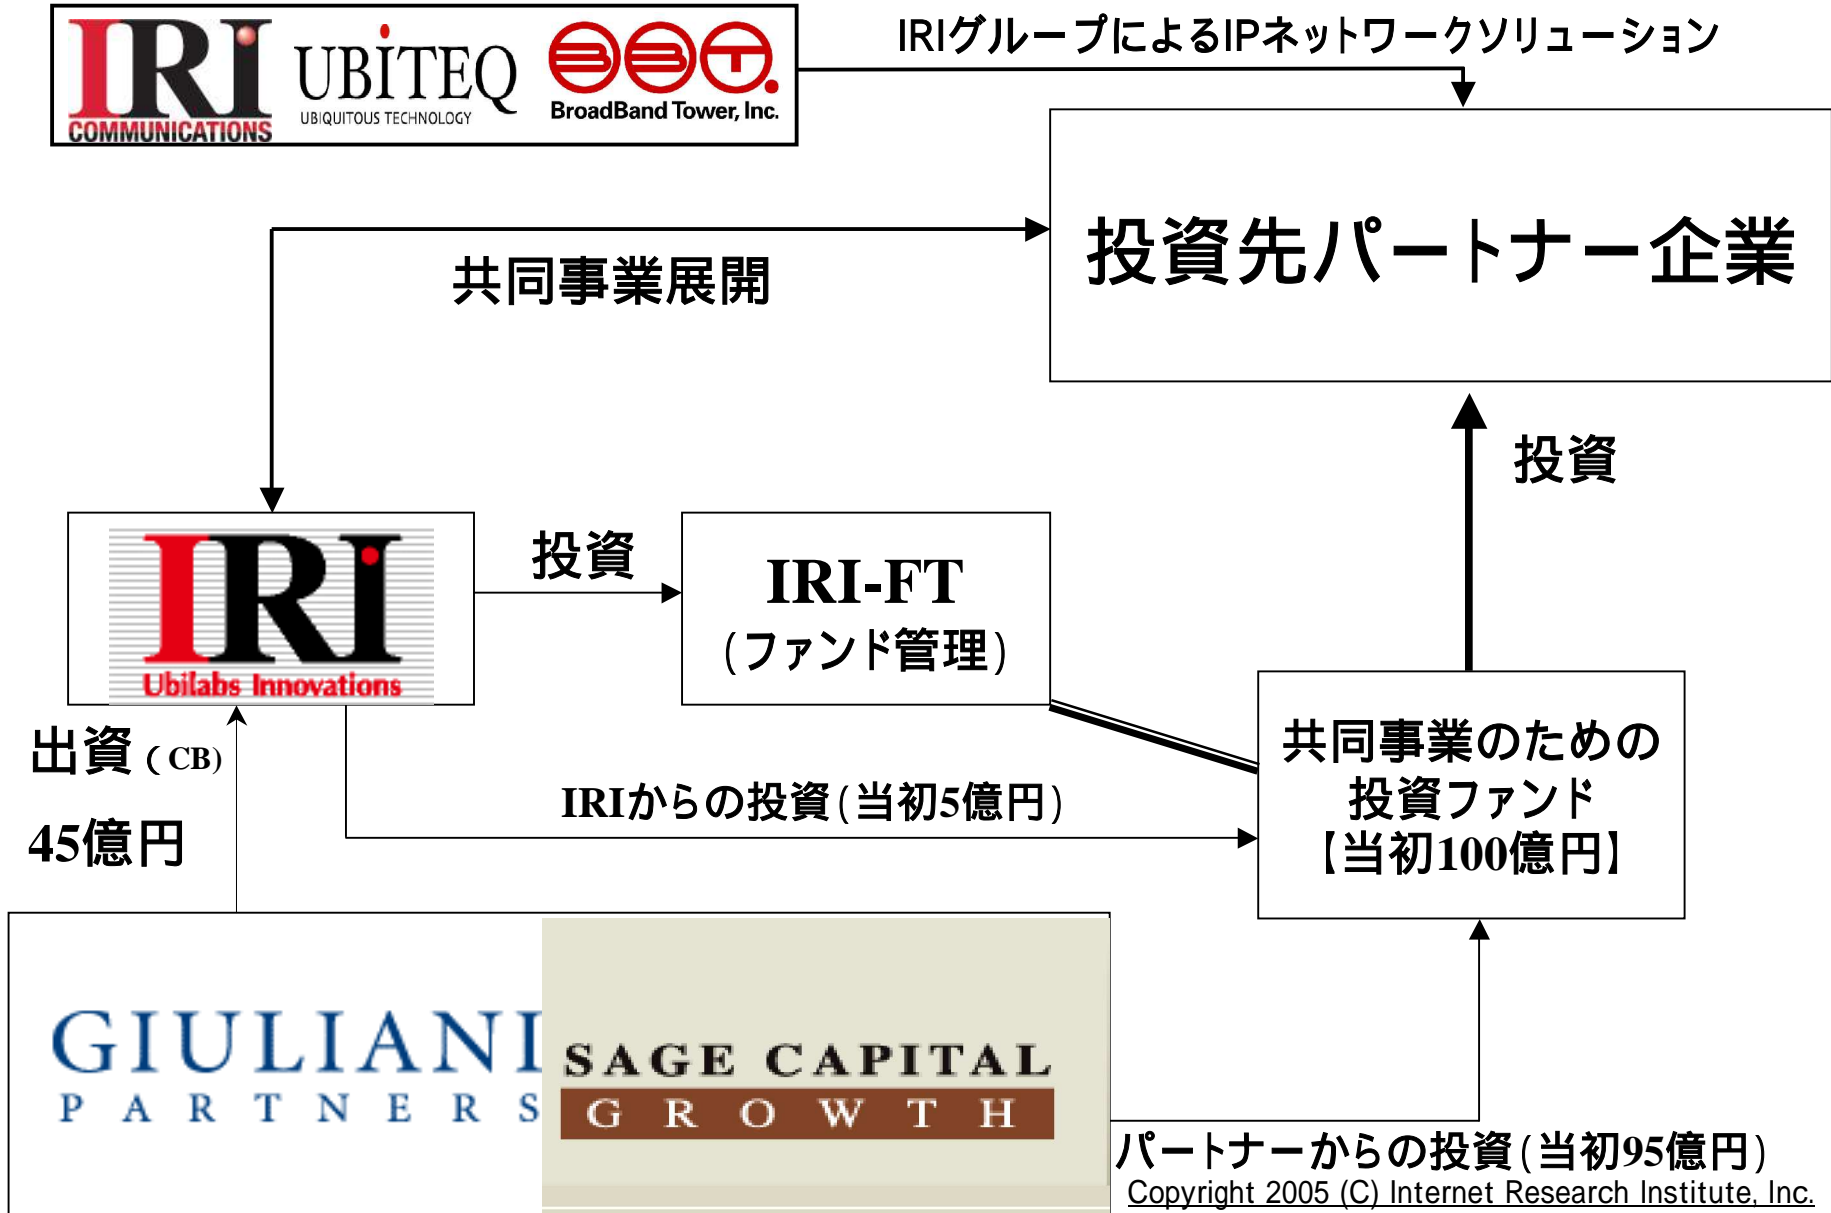 IRI
COMMUNICATIONS
UBITEQ
UBIQUITOUS TECHNOLOGY
BBT.
BroadBand Tower, Inc.
IRIグループによるIPネットワークソリューション
投資先パートナー企業
共同事業展開
投資
IRI
Ubilabs Innovations
投資
IRI-FT
(ファンド管理)
出資(CB)
45億円
IRIからの投資(当初5億円)
共同事業のための
投資ファンド
【当初100億円】
GIULIANI
PARTNERS
SAGE CAPITAL
GROWTH
パートナーからの投資(当初95億円)
Copyright 2005 (C) Internet Research Institute, Inc.